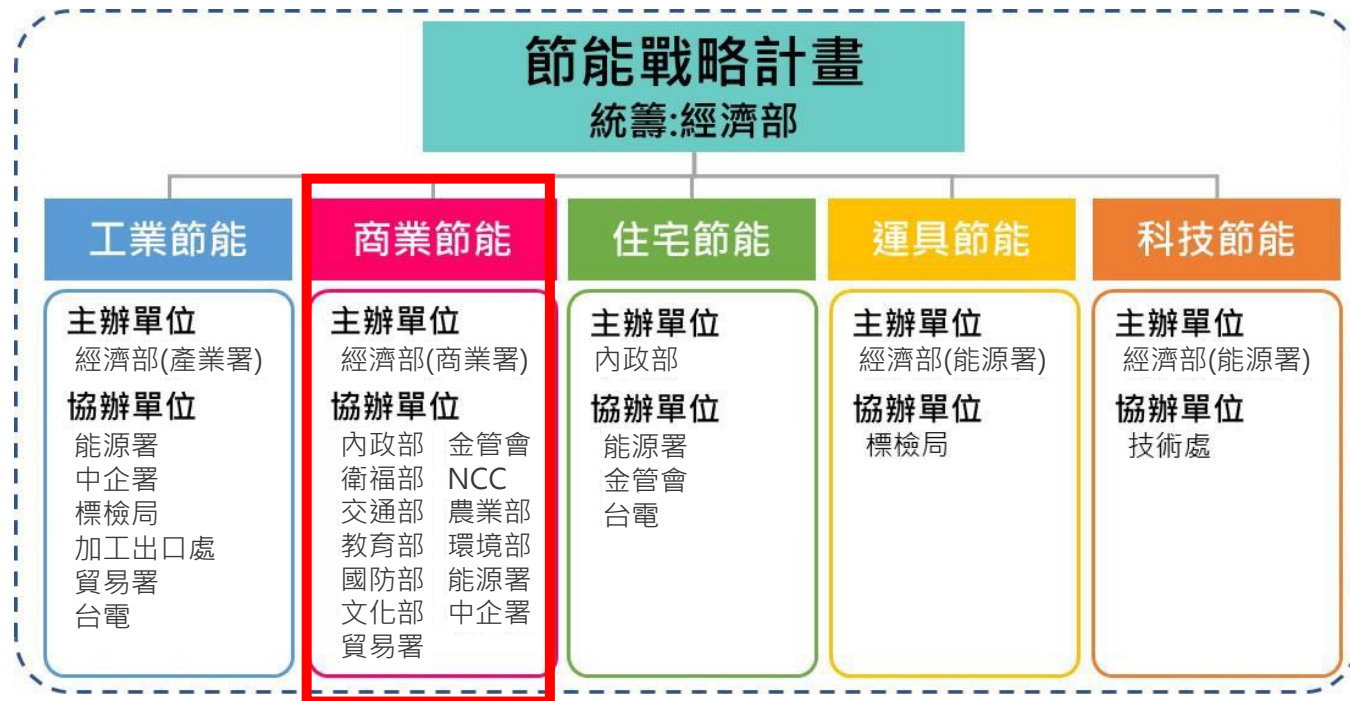 節能戰略計畫
統籌:經濟部
工業節能
主辦單位
經濟部(產業署)
協辦單位
能源署
中企署
標檢局
加工出口處
貿易署
台電
商業節能
主辦單位
經濟部(商業署)
協辦單位
內政部 金管會
衛福部 NCC
交通部 農業部
教育部 環境部
國防部 能源署
文化部 中企署
貿易署
住宅節能
主辦單位
內政部
協辦單位
能源署
金管會
台電
運具節能
主辦單位
經濟部(能源署)
協辦單位
標檢局
科技節能
主辦單位
經濟部(能源署)
協辦單位
技術處